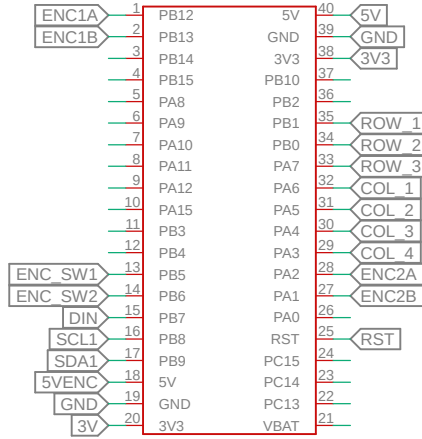 ENC1A 1 PB12 5V 40 5V
ENC1B 2 PB13 GND 39 GND
3 PB14 3V3 38 3V3
4 PB15 PB10 37
5 PA8 PB2 36
6 PA9 PB1 35 ROW_1
7 PA10 PB0 34 ROW_2
8 PA11 PA7 33 ROW_3
9 PA12 PA6 32 COL_1
10 PA15 PA5 31 COL_2
11 PB3 PA4 30 COL_3
12 PB4 PA3 29 COL_4
ENC_SW1 13 PB5 PA2 28 ENC2A
ENC_SW2 14 PB6 PA1 27 ENC2B
DIN 15 PB7 PA0 26
SCL1 16 PB8 RST 25 RST
SDA1 17 PB9 PC15 24
5VENC 18 5V PC14 23
GND 19 GND PC13 22
3V 20 3V3 VBAT 21